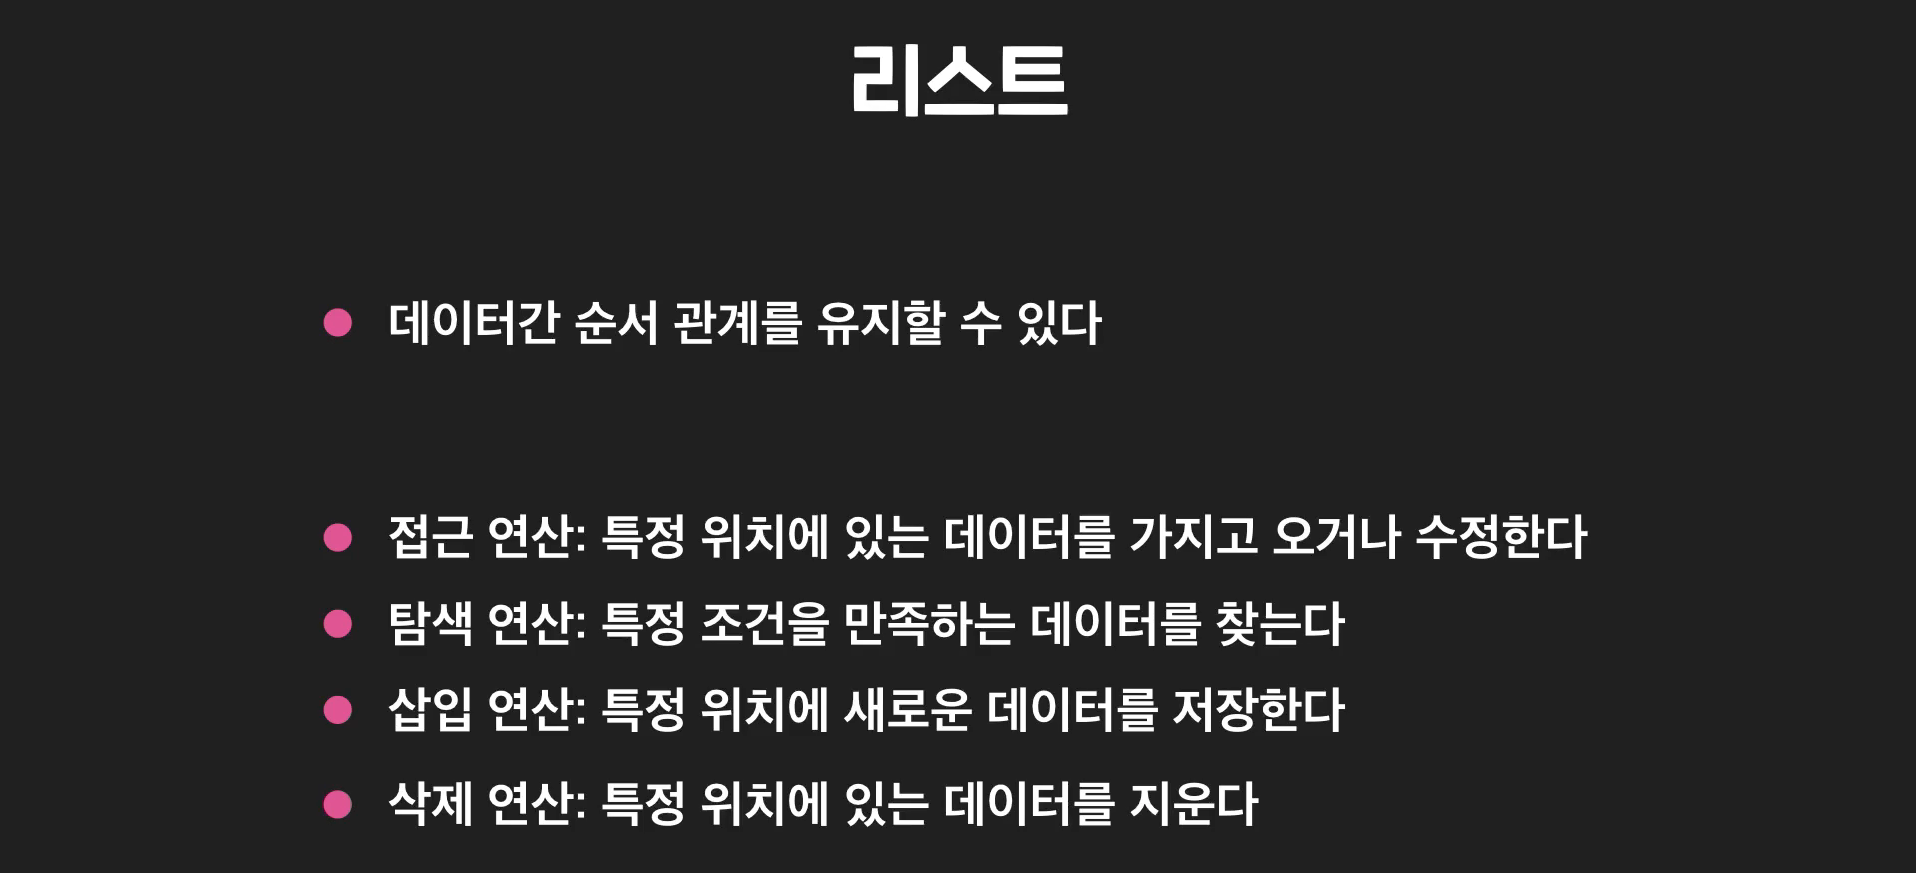 리스트
데이터간 순서 관계를 유지할 수 있다
접근 연산: 특정 위치에 있는 데이터를 가지고 오거나 수정한다
탐색 연산: 특정 조건을 만족하는 데이터를 찾는다
삽입 연산: 특정 위치에 새로운 데이터를 저장한다
삭제 연산: 특정 위치에 있는 데이터를 지운다